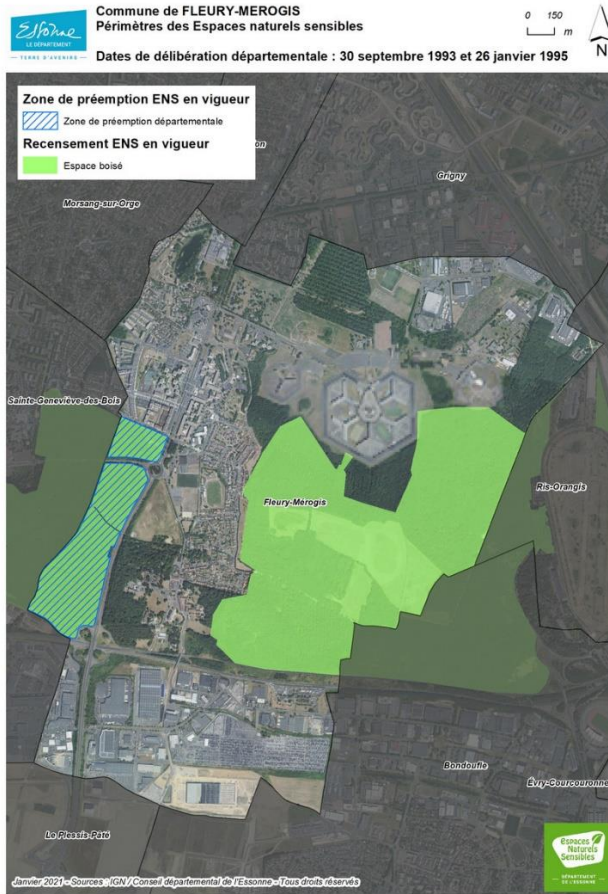 Essonne
LE DÉPARTEMENT
TERRE D'AVENIRS
Commune de FLEURY-MEROGIS
Périmètres des Espaces naturels sensibles
Dates de délibération départementale : 30 septembre 1993 et 26 janvier 1995
0 150
m
N
Zone de préemption ENS en vigueur
Zone de préemption départementale
Recensement ENS en vigueur
Espace boisé
on
Grigny
Morsang-sur-Orge
Sainte-Geneviève-des-Bois
Ris-Orangis
Fleury-Mérogis
Bondoufle
Évry-Courcouronne
Le Plessis-Pâté
Espaces
Naturels
Sensibles
DÉPARTEMENT
DE L'ESSONNE
Janvier 2021 - Sources : IGN / Conseil départemental de l'Essonne - Tous droits réservés